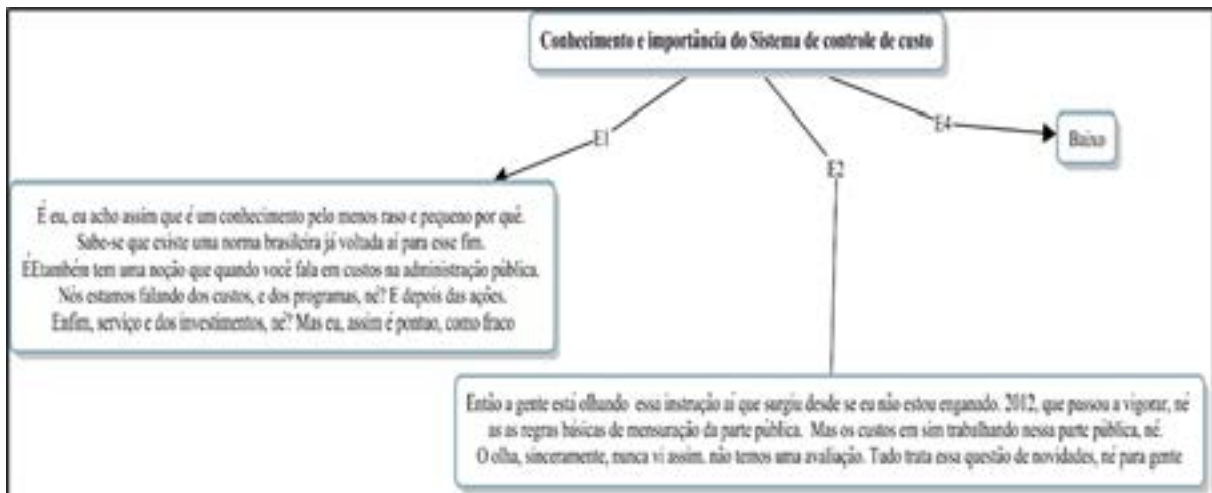 Conhecimento e importância do Sistema de controle de custo
E1
E2
E4
Baixo
É eu, eu acho assim que é um conhecimento pelo menos raso e pequeno por quê.
Sabe-se que existe uma norma brasileira já voltada aí para esse fim.
ÉEtambém tem uma noção que quando você fala em custos na administração pública.
Nós estamos falando dos custos, e dos programas, né? E depois das ações.
Enfim, serviço e dos investimentos, né? Mas eu, assim é pontuo, como fraco
Então a gente está olhando essa instrução aí que surgiu desde se eu não estou enganado. 2012, que passou a vigorar, né
as as regras básicas de mensuração da parte pública. Mas os custos em sim trabalhando nessa parte pública, né.
O olha, sinceramente, nunca vi assim. não temos uma avaliação. Tudo trata essa questão de novidades, né para gente